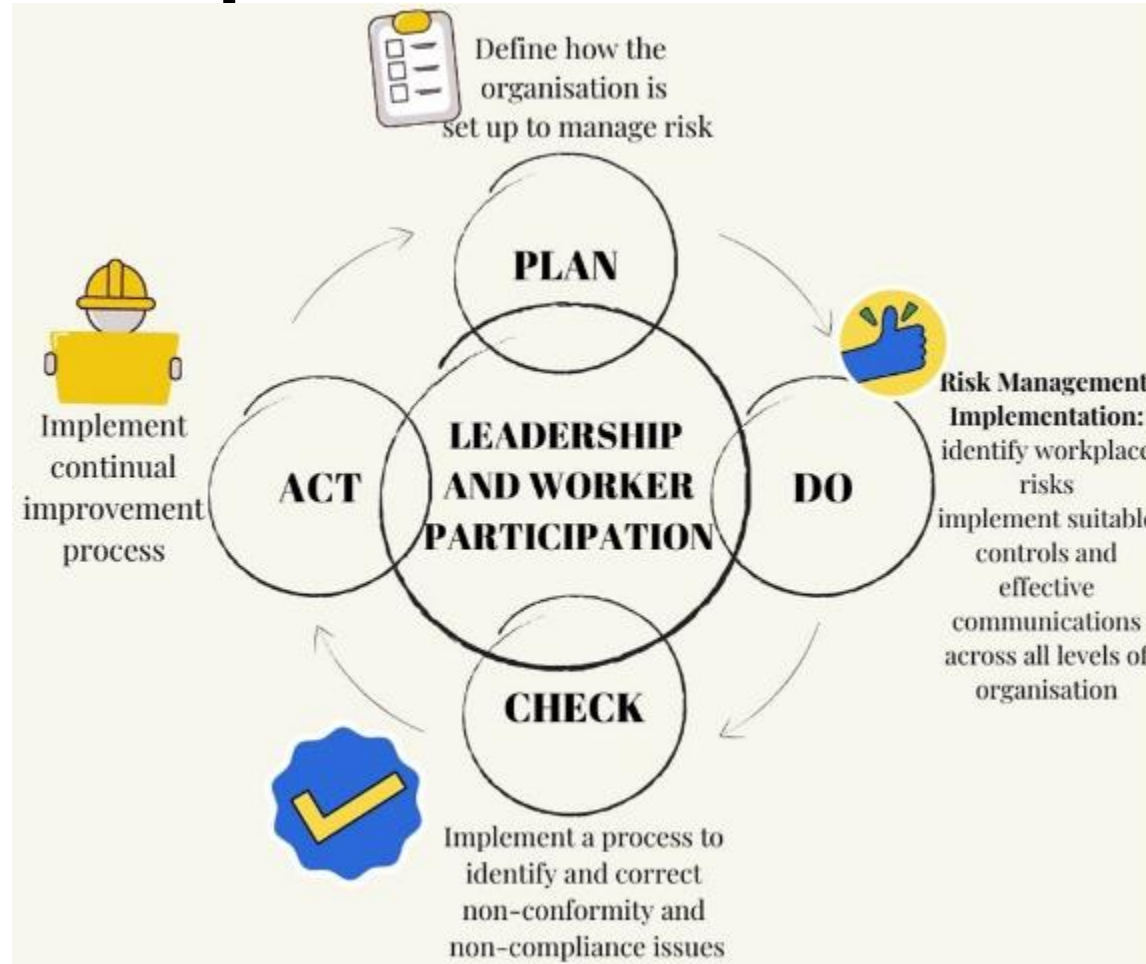 Define how the
organisation is
set up to manage risk
PLAN
LEADERSHIP
AND WORKER
PARTICIPATION
ACT
DO
CHECK
Implement
continual
improvement
process
Risk Management
Implementation:
identify workplace
risks
implement suitable
controls and
effective
communications
across all levels of
organisation
Implement a process to
identify and correct
non-conformity and
non-compliance issues